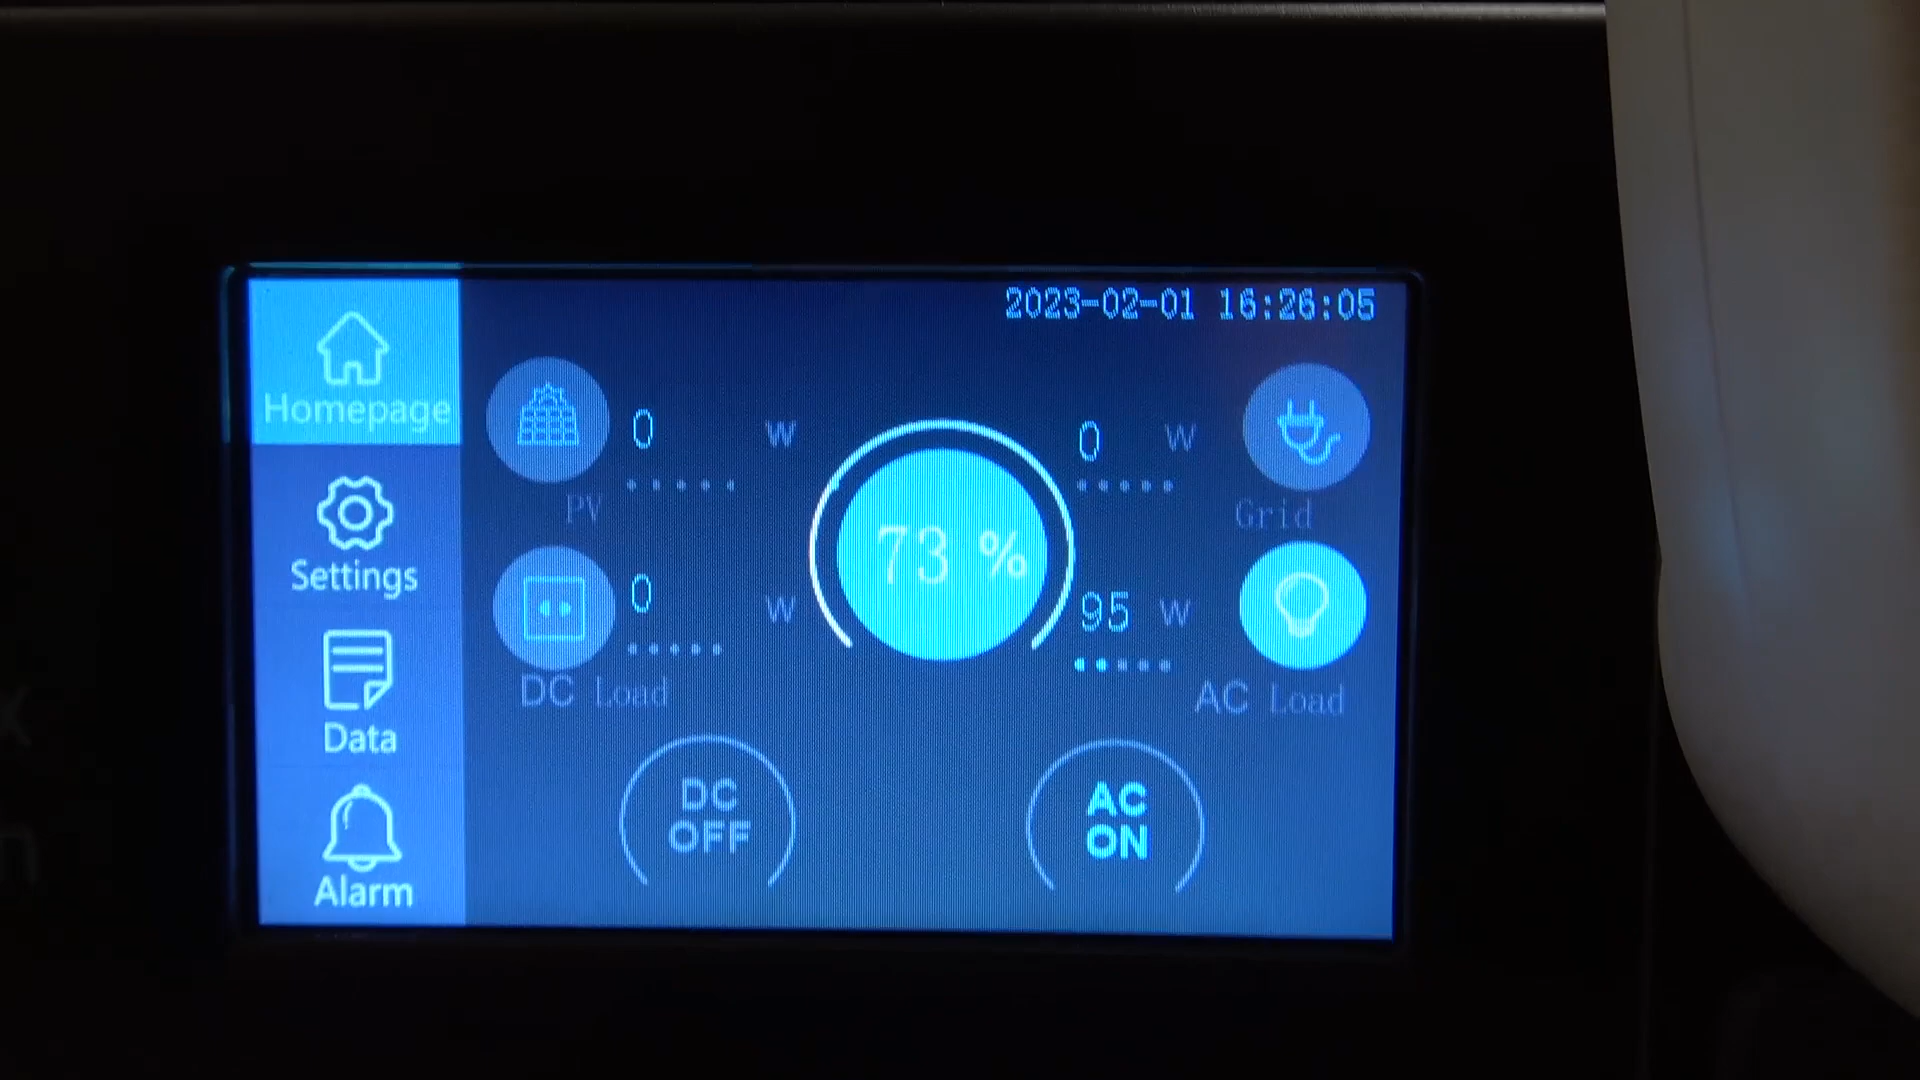 2023-02-01 16:26:05
Homepage
Settings
Data
Alarm
0 W
PV
0 W
Grid
73 %
0 W
DC Load
95 W
AC Load
DC
OFF
AC
ON